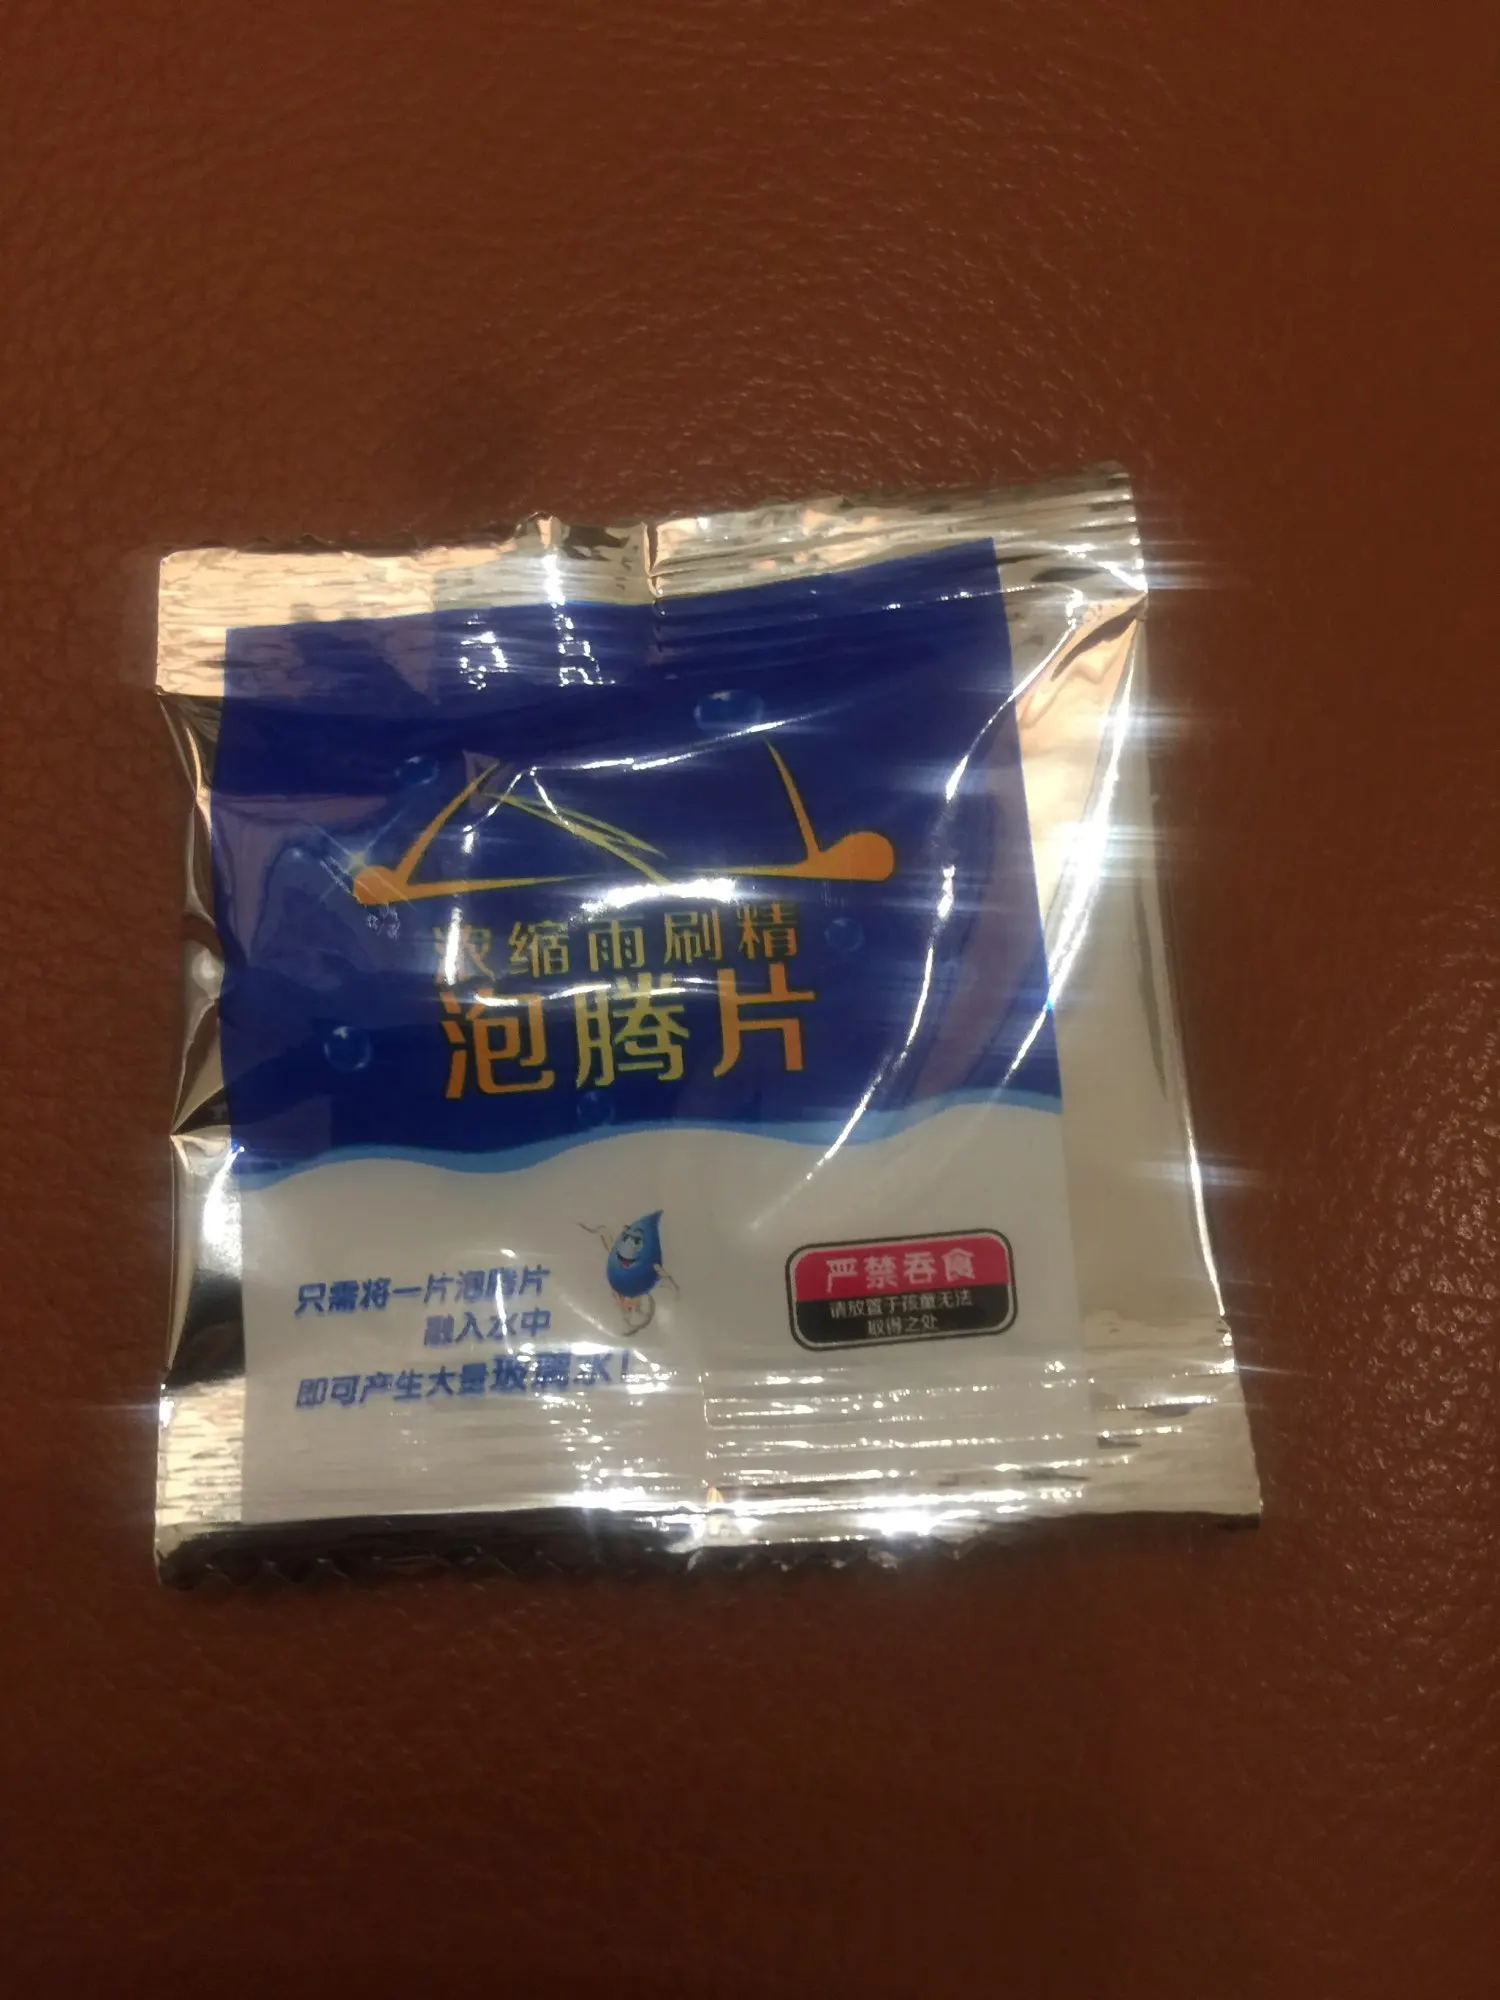 浓缩雨刷精
泡腾片
只需将一片泡腾片
融入水中
即可产生大量玻璃水！
严禁吞食
请放置于孩童无法
取得之处